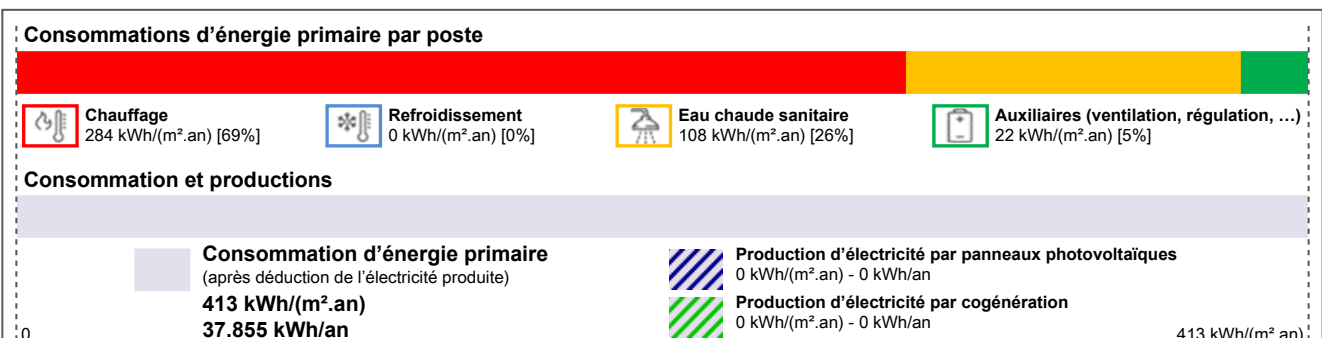 Consommations d'énergie primaire par poste
Chauffage
284 kWh/(m².an) [69%]
Refroidissement
0 kWh/(m².an) [0%]
Eau chaude sanitaire
108 kWh/(m².an) [26%]
Auxiliaires (ventilation, régulation, …)
22 kWh/(m².an) [5%]
Consommation et productions
Consommation d'énergie primaire
(après déduction de l'électricité produite)
413 kWh/(m².an)
37.855 kWh/an
Production d'électricité par panneaux photovoltaïques
0 kWh/(m².an) - 0 kWh/an
Production d'électricité par cogénération
0 kWh/(m².an) - 0 kWh/an
0
413 kWh/(m².an)